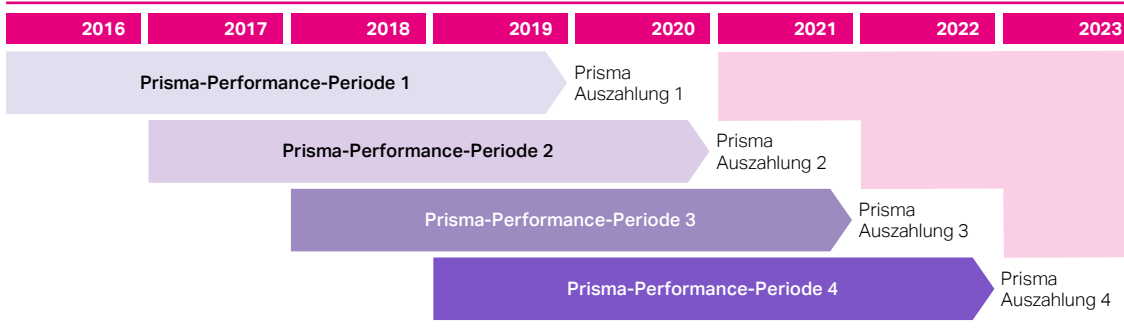 2016 2017 2018 2019 2020 2021 2022 2023
Prisma-Performance-Periode 1
Prisma
Auszahlung 1
Prisma-Performance-Periode 2
Prisma
Auszahlung 2
Prisma-Performance-Periode 3
Prisma
Auszahlung 3
Prisma-Performance-Periode 4
Prisma
Auszahlung 4